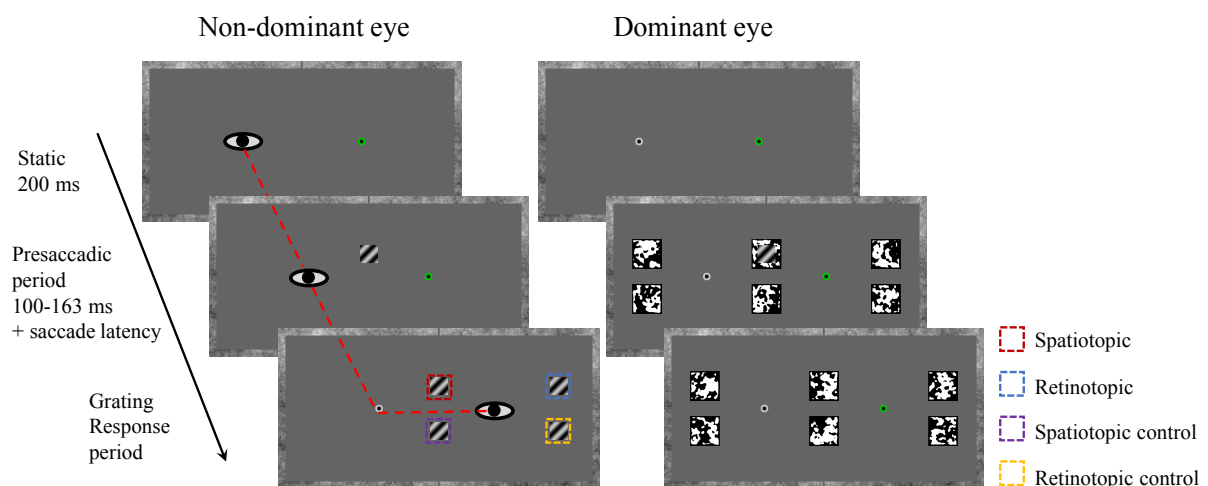 Non-dominant eye
Dominant eye
Static
200 ms
Presaccadic
period
100-163 ms
+ saccade latency
Grating
Response
period
Spatiotopic
Retinotopic
Spatiotopic control
Retinotopic control